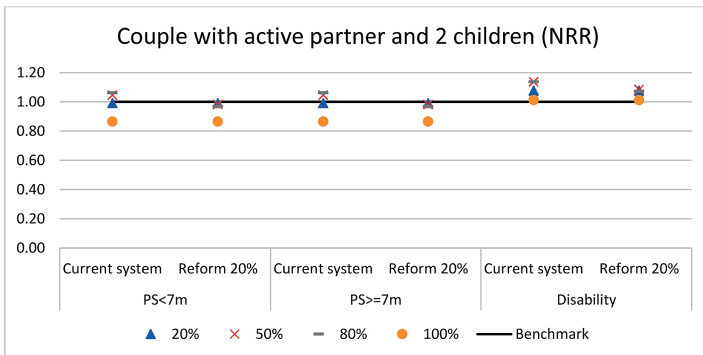 Couple with active partner and 2 children (NRR)
1.20
1.00
0.80
0.60
0.40
0.20
0.00
Current system Reform 20% Current system Reform 20% Current system Reform 20%
PS<7m PS>=7m Disability
20% 50% 80% 100% Benchmark